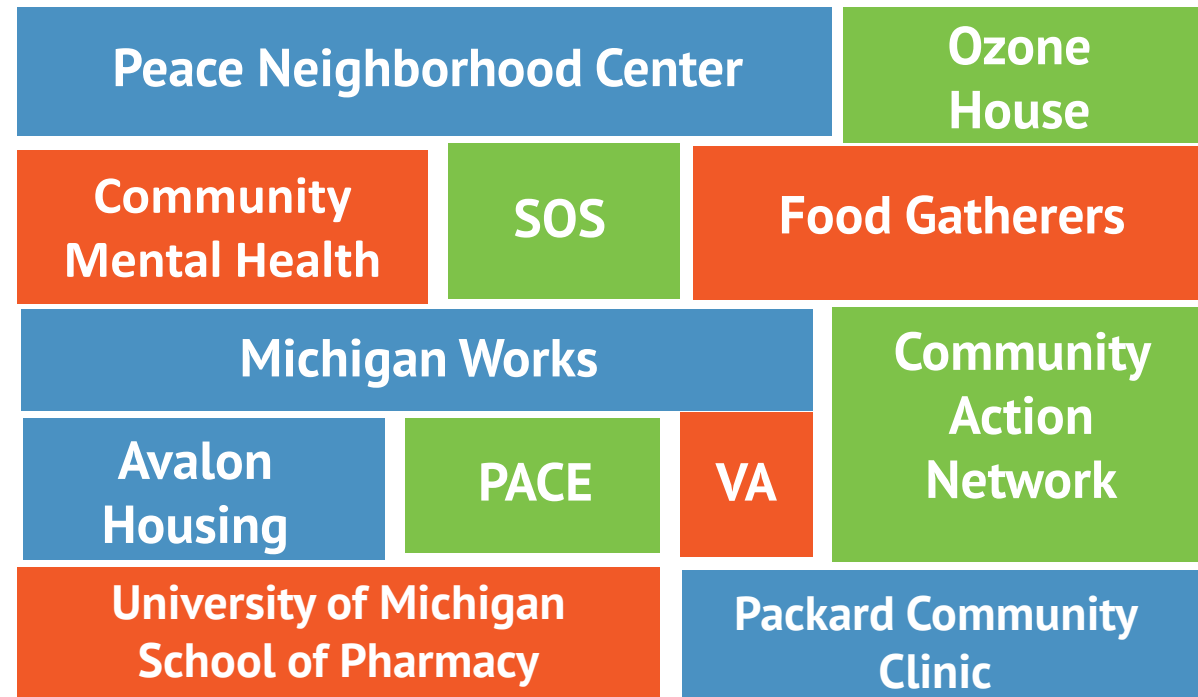 Peace Neighborhood Center
Ozone
House
Community
Mental Health
SOS
Food Gatherers
Michigan Works
Community
Action
Network
Avalon
Housing
PACE
VA
University of Michigan
School of Pharmacy
Packard Community
Clinic